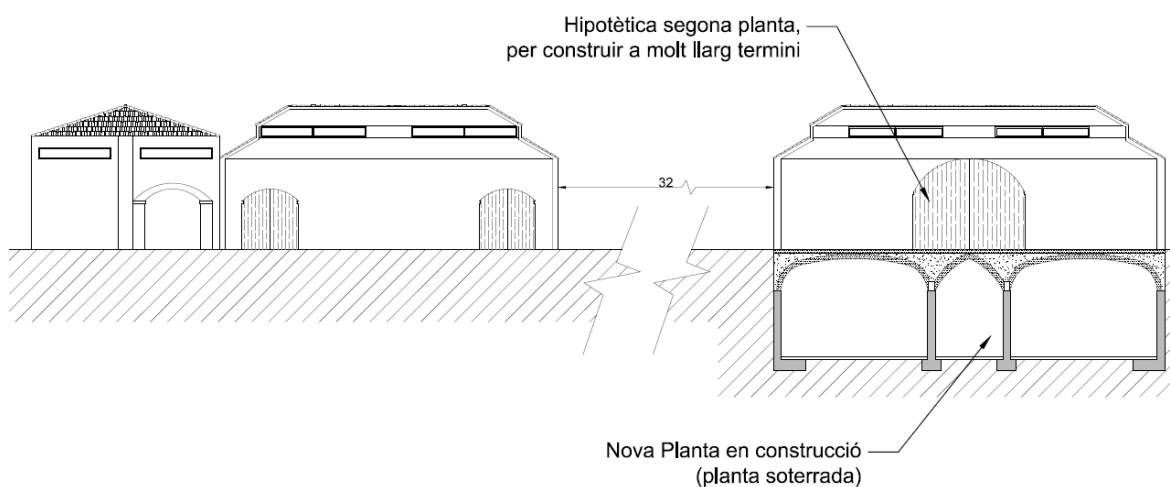 Hipotètica segona planta,
per construir a molt llarg termini
32
Nova Planta en construcció
(planta soterrada)